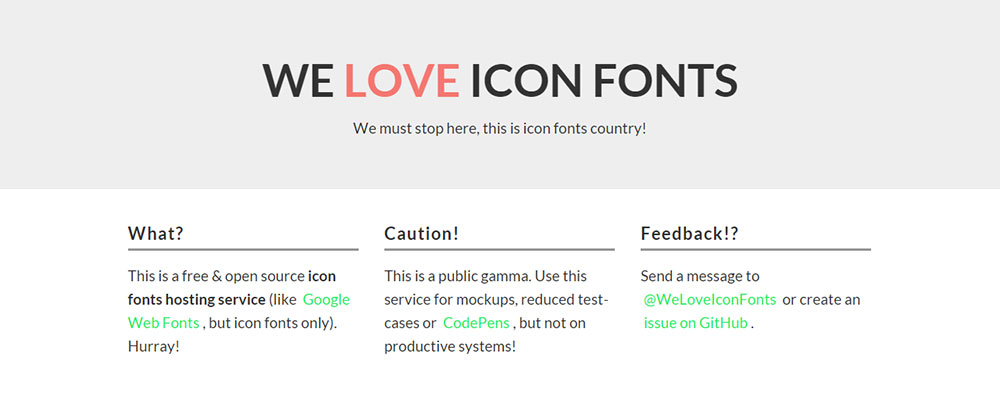 WE LOVE ICON FONTS
We must stop here, this is icon fonts country!
What?
This is a free & open source icon
fonts hosting service (like Google
Web Fonts , but icon fonts only).
Hurray!
Caution!
This is a public gamma. Use this
service for mockups, reduced test-
cases or CodePens , but not on
productive systems!
Feedback!?
Send a message to
@WeLoveIconFonts or create an
issue on GitHub .